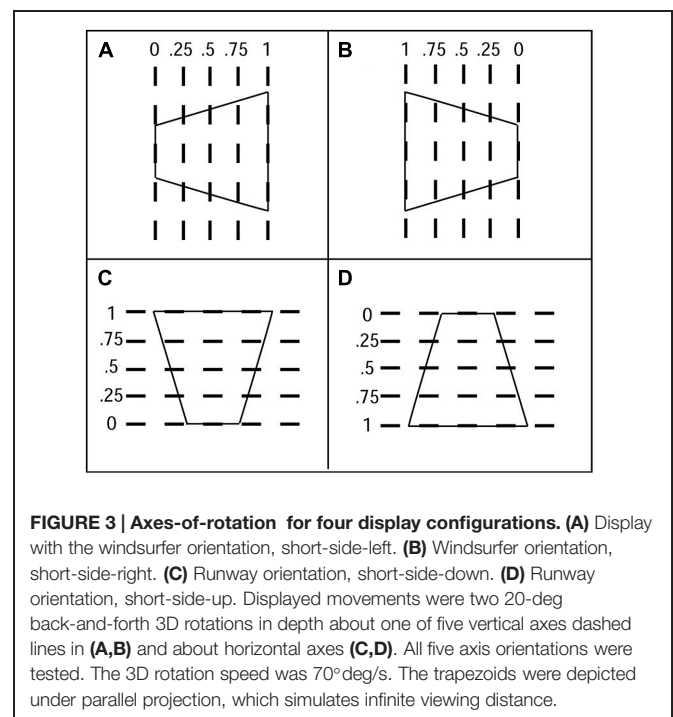 A 0 .25 .5 .75 1
B 1 .75 .5 .25 0
C
1
.75
.5
.25
0
D
0
.25
.5
.75
1
FIGURE 3 | Axes-of-rotation for four display configurations. (A) Display
with the windsurfer orientation, short-side-left. (B) Windsurfer orientation,
short-side-right. (C) Runway orientation, short-side-down. (D) Runway
orientation, short-side-up. Displayed movements were two 20-deg
back-and-forth 3D rotations in depth about one of five vertical axes dashed
lines in (A,B) and about horizontal axes (C,D). All five axis orientations were
tested. The 3D rotation speed was 70°deg/s. The trapezoids were depicted
under parallel projection, which simulates infinite viewing distance.